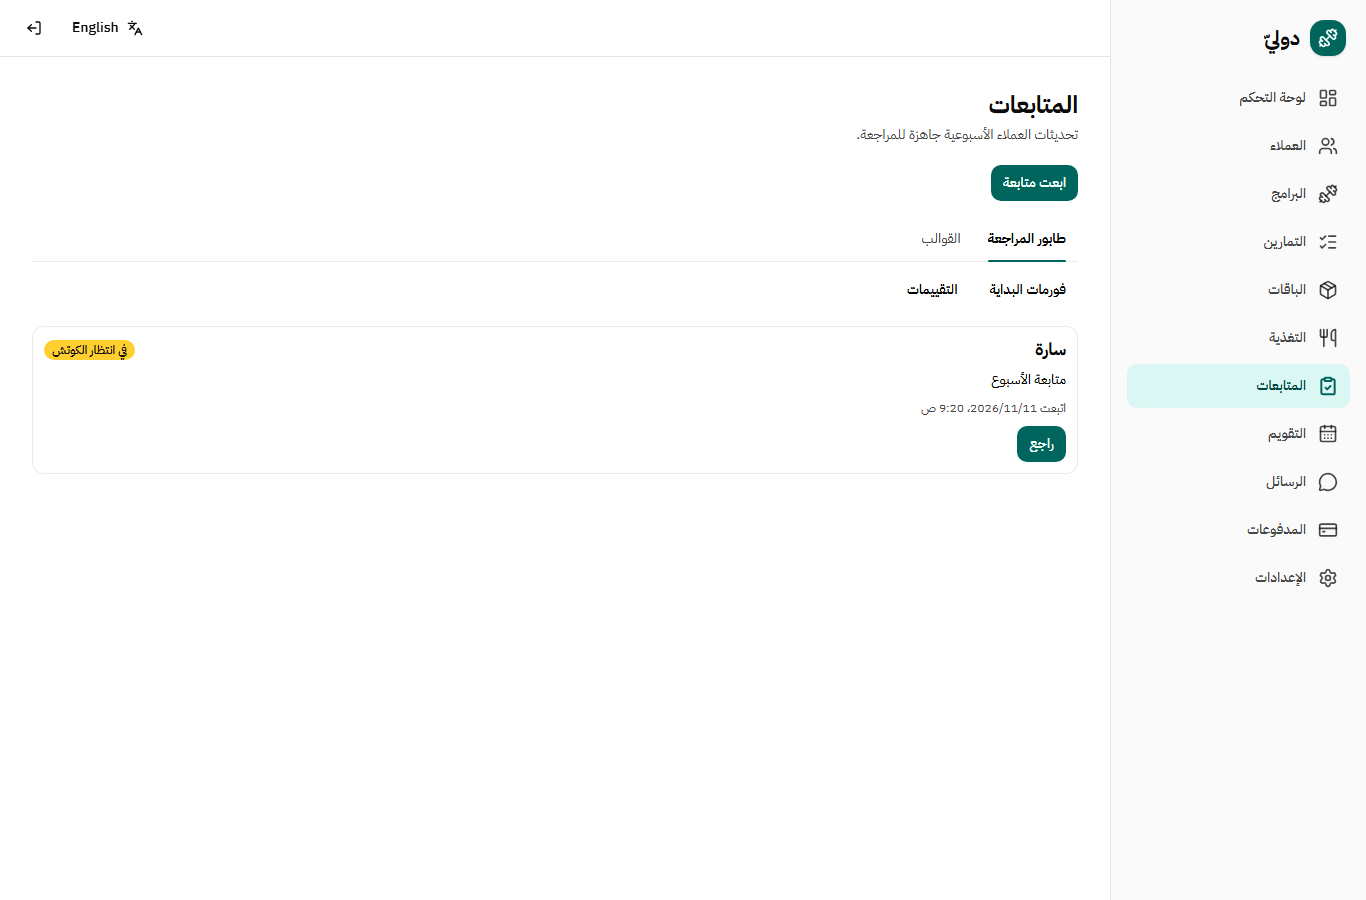 دوليّ
لوحة التحكم
العملاء
البرامج
التمارين
الباقات
التغذية
المتابعات
التقويم
الرسائل
المدفوعات
الإعدادات
English
المتابعات
تحديثات العملاء الأسبوعية جاهزة للمراجعة.
ابعت متابعة
طابور المراجعة القوالب
فورمات البداية التقييمات
سارة في انتظار الكوتش
متابعة الأسبوع
اتبعت 2026/11/11، 9:20 ص
راجع